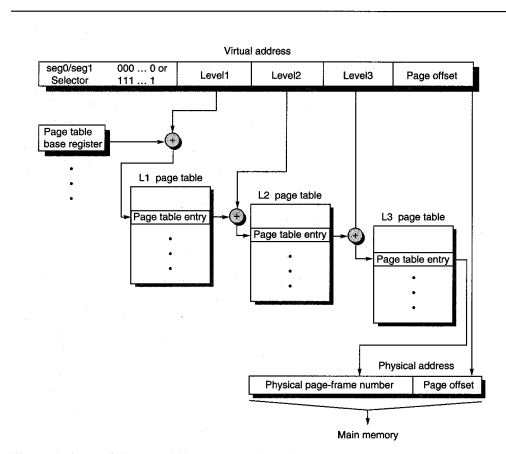 Virtual address
seg0/seg1 000 ... 0 or
Selector 111 ... 1
Level1
Level2
Level3
Page offset
Page table
base register
+
L1 page table
Page table entry
+
L2 page table
Page table entry
+
L3 page table
Page table entry
Physical address
Physical page-frame number
Page offset
Main memory